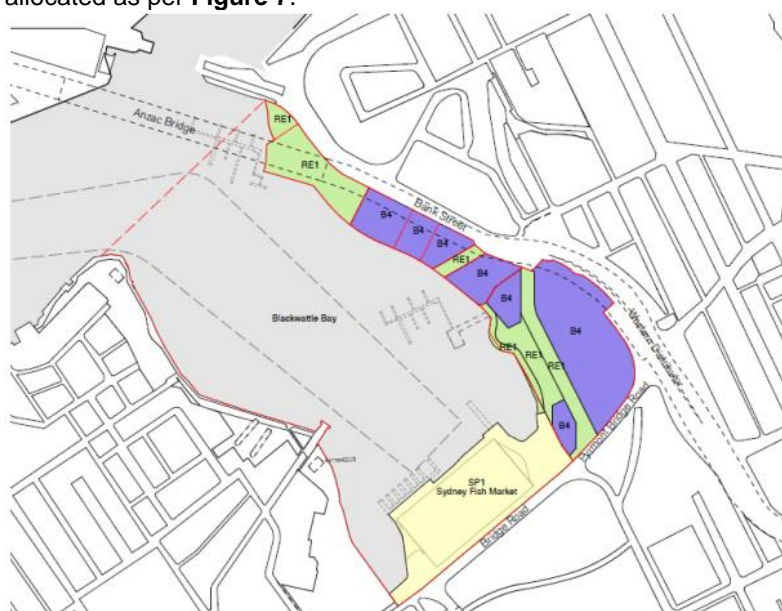 allocated as per Figure 7.
RE1
Anzac Bridge
RE1
Bank Street
B4
B4
B4
RE1
B4
B4
Blackwattle Bay
Western Distributor
B4
RE1
RE1
RE1
B4
Pyrmont Bridge Road
SP1
Sydney Fish Market
Bridge Road